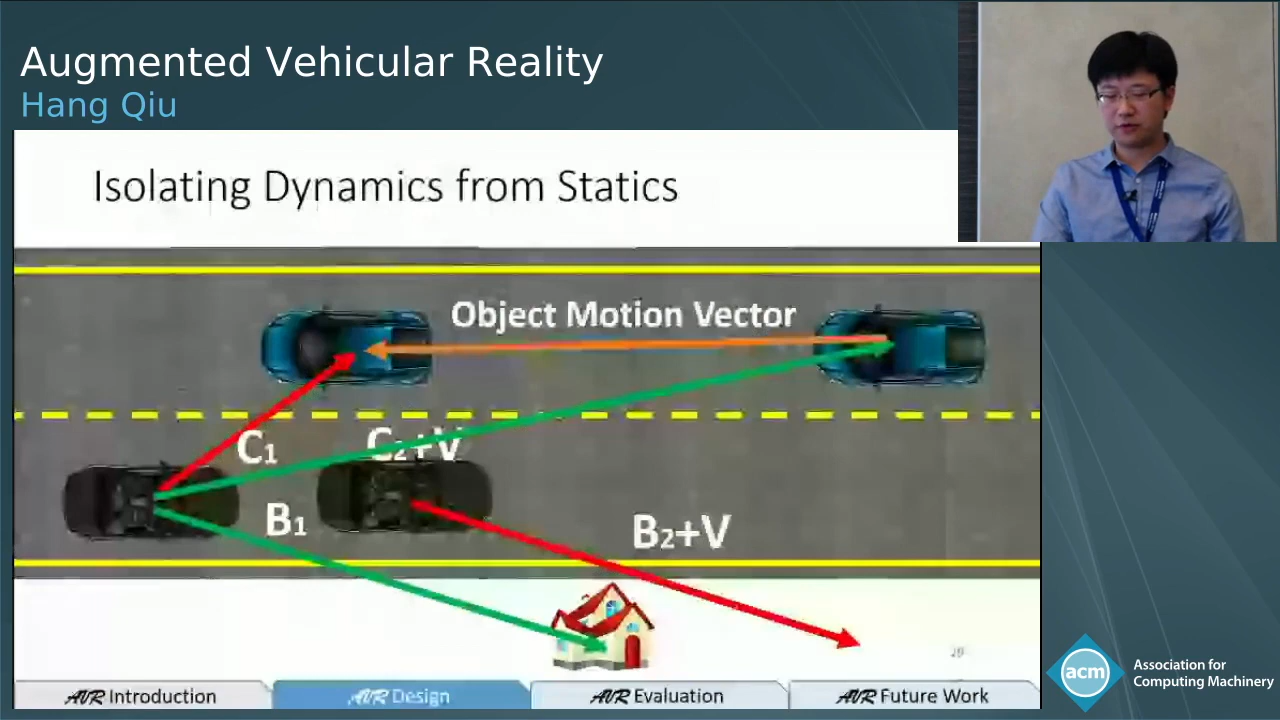 Augmented Vehicular Reality
Hang Qiu
Isolating Dynamics from Statics
Object Motion Vector
C1
C2+V
B1
B2+V
20
AVR Introduction
AVR Design
AVR Evaluation
AVR Future Work
acm
Association for
Computing Machinery